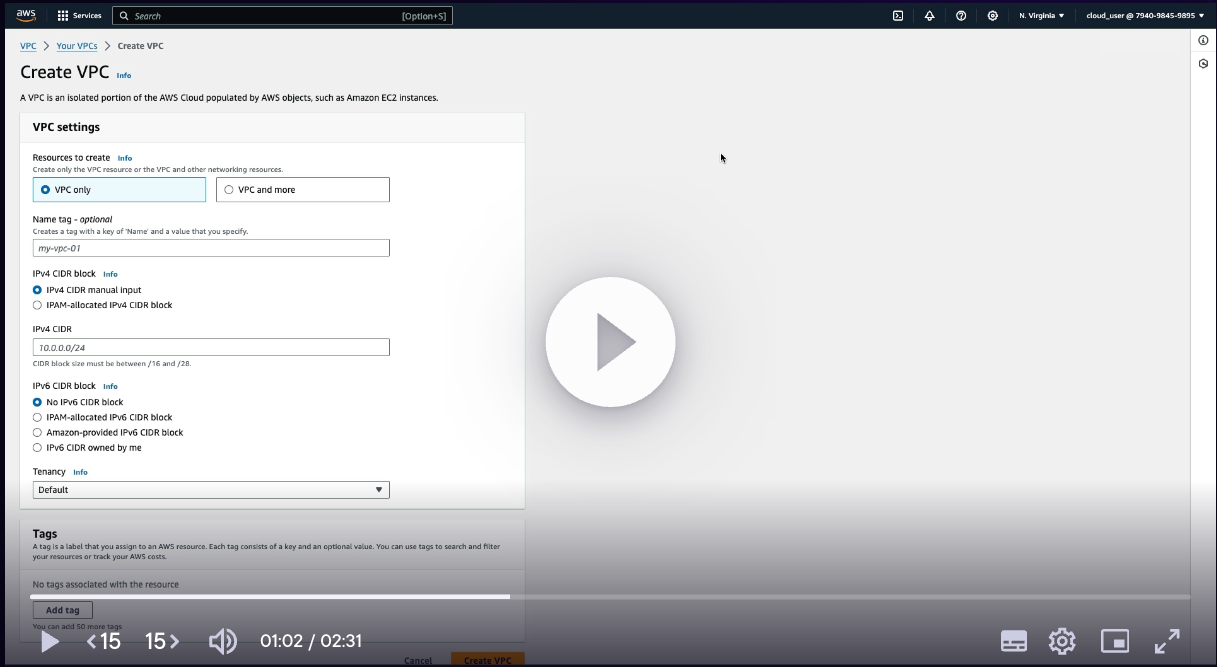 aws Services Search [Option+S] N. Virginia cloud_user @ 7940-9845-9895
VPC Your VPCs Create VPC
Create VPC Info
A VPC is an isolated portion of the AWS Cloud populated by AWS objects, such as Amazon EC2 instances.
VPC settings
Resources to create Info
Create only the VPC resource or the VPC and other networking resources.
VPC only VPC and more
Name tag - optional
Creates a tag with a key of 'Name' and a value that you specify.
my-vpc-01
IPv4 CIDR block Info
IPv4 CIDR manual input
IPAM-allocated IPv4 CIDR block
IPv4 CIDR
10.0.0.0/24
CIDR block size must be between /16 and /28.
IPv6 CIDR block Info
No IPv6 CIDR block
IPAM-allocated IPv6 CIDR block
Amazon-provided IPv6 CIDR block
IPv6 CIDR owned by me
Tenancy Info
Default
Tags
A tag is a label that you assign to an AWS resource. Each tag consists of a key and an optional value. You can use tags to search and filter
your resources or track your AWS costs.
No tags associated with the resource
Add tag
You can add 50 more tags
15 15 01:02 / 02:31
Cancel Create VPC